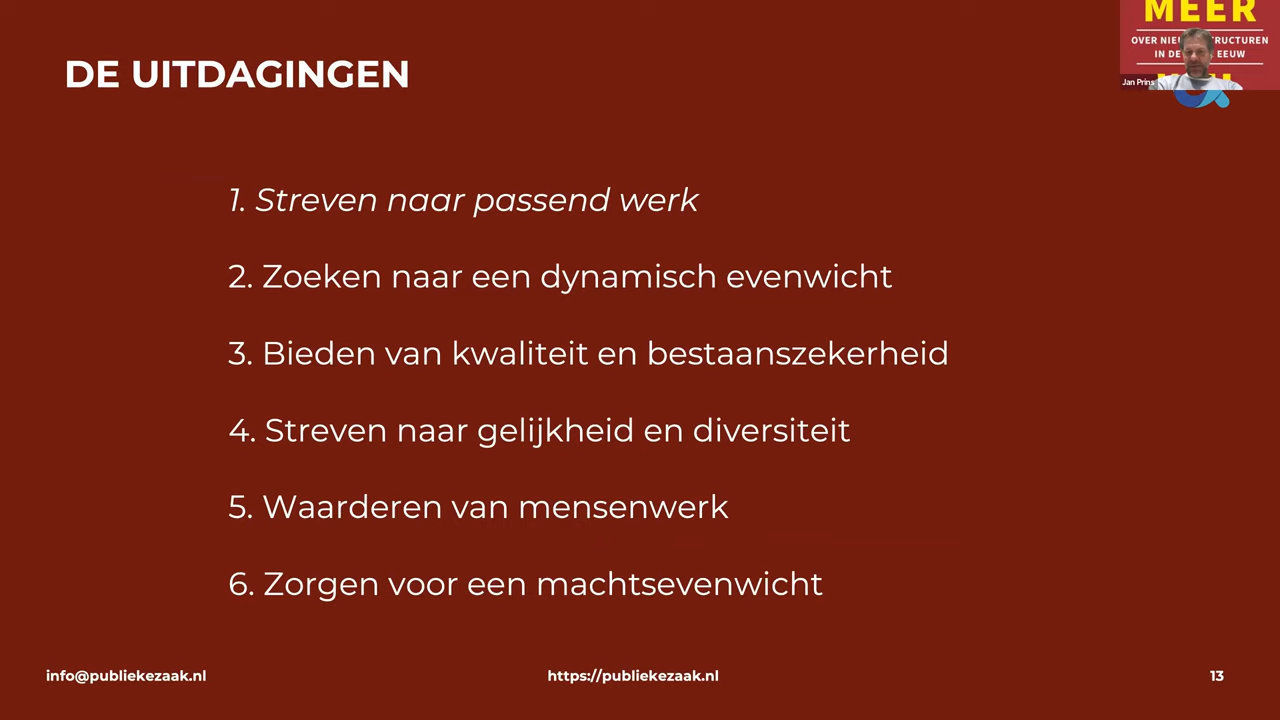 MEER
OVER NIEU TRUCTUREN
IN DE EEUW
Jan Prins
DE UITDAGINGEN
1. Streven naar passend werk
2. Zoeken naar een dynamisch evenwicht
3. Bieden van kwaliteit en bestaanszekerheid
4. Streven naar gelijkheid en diversiteit
5. Waarderen van mensenwerk
6. Zorgen voor een machtsevenwicht
info@publiekezaak.nl
https://publiekezaak.nl
13